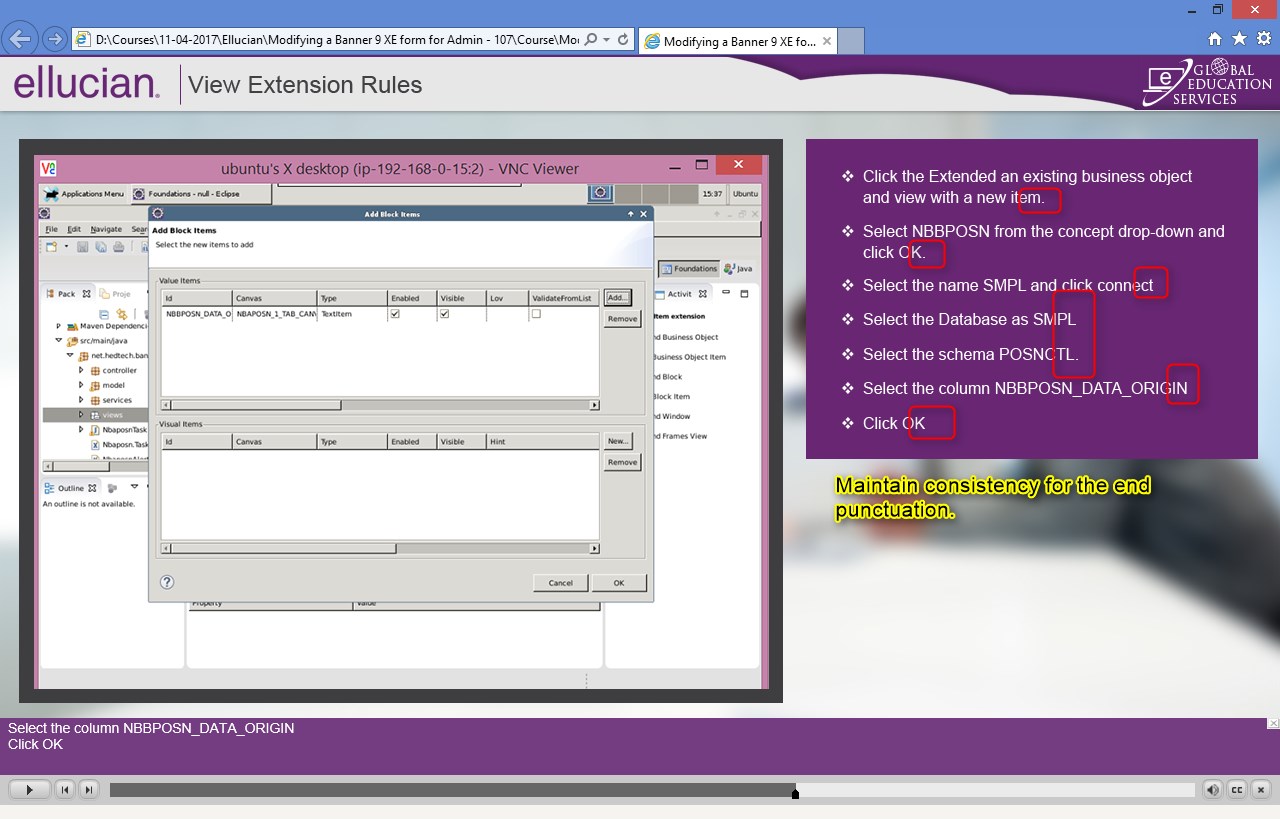 D:\Courses\11-04-2017\Ellucian\Modifying a Banner 9 XE form for Admin - 107\Course\Mo
Modifying a Banner 9 XE fo...
ellucian.
View Extension Rules
e GLOBAL
EDUCATION
SERVICES
V2
ubuntu's X desktop (ip-192-168-0-15:2) - VNC Viewer
Applications Menu
Foundations - null - Eclipse
15:37
Ubuntu
File Edit Navigate Sear
Foundations
Java
Pack
Proje
Maven Dependenci
src/main/java
net.hedtech.ban
controller
model
services
views
NbaposnTask
Nbaposn.Task
Outline
An outline is not available.
Add Block Items
Add Block Items
Select the new items to add
Value Items
Id Canvas Type Enabled Visible Lov ValidateFromList
NBBPOSN_DATA_O NBAPOSN_1_TAB_CAN TextItem
Add...
Remove
Visual Items
Id Canvas Type Enabled Visible Hint
New...
Remove
Cancel
OK
Property
Value
Activit
tem extension
nd Business Object
Business Object Item
nd Block
Block Item
nd Window
nd Frames View
❖ Click the Extended an existing business object
and view with a new item.
❖ Select NBBPOSN from the concept drop-down and
click OK.
❖ Select the name SMPL and click connect
❖ Select the Database as SMPL
❖ Select the schema POSNCTL.
❖ Select the column NBBPOSN_DATA_ORIGIN
❖ Click OK
Maintain consistency for the end
punctuation.
Select the column NBBPOSN_DATA_ORIGIN
Click OK
CC